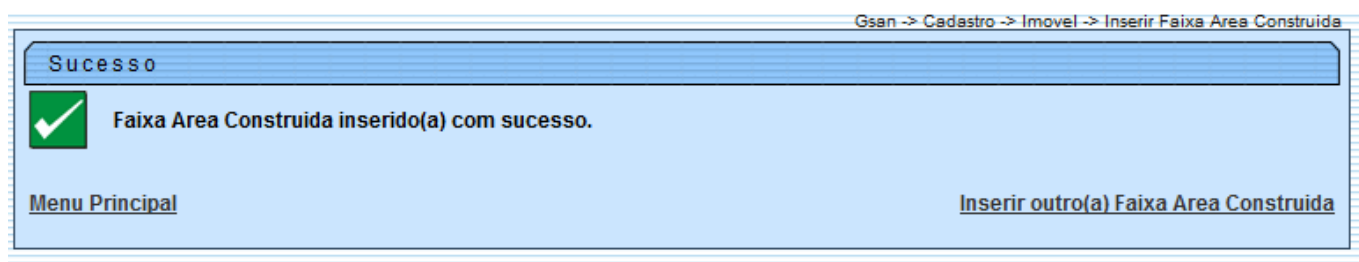 Gsan -> Cadastro -> Imovel -> Inserir Faixa Area Construida
Sucesso
Faixa Area Construida inserido(a) com sucesso.
Menu Principal
Inserir outro(a) Faixa Area Construida